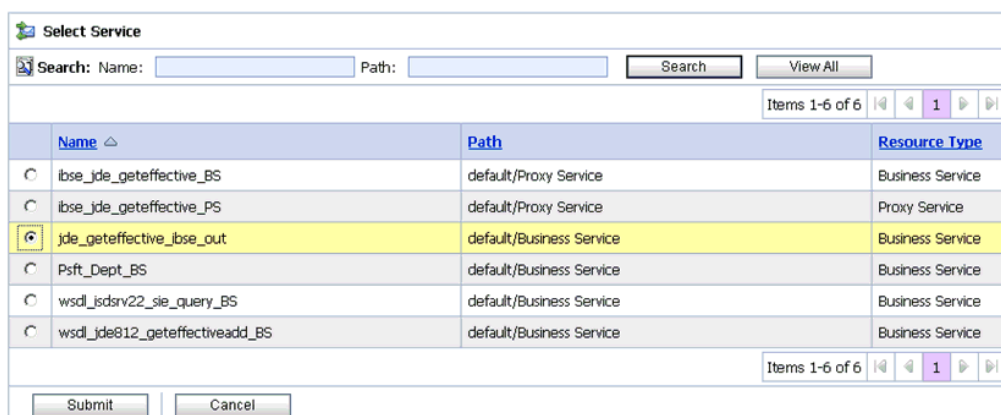 Select Service
Search: Name: Path: Search View All
Items 1-6 of 6 1
Name Path Resource Type
ibse_jde_geteffective_BS default/Proxy Service Business Service
ibse_jde_geteffective_PS default/Proxy Service Proxy Service
jde_geteffective_ibse_out default/Business Service Business Service
Psft_Dept_BS default/Business Service Business Service
wsdl_isdsrv22_sie_query_BS default/Business Service Business Service
wsdl_jde812_geteffectiveadd_BS default/Business Service Business Service
Items 1-6 of 6 1
Submit Cancel